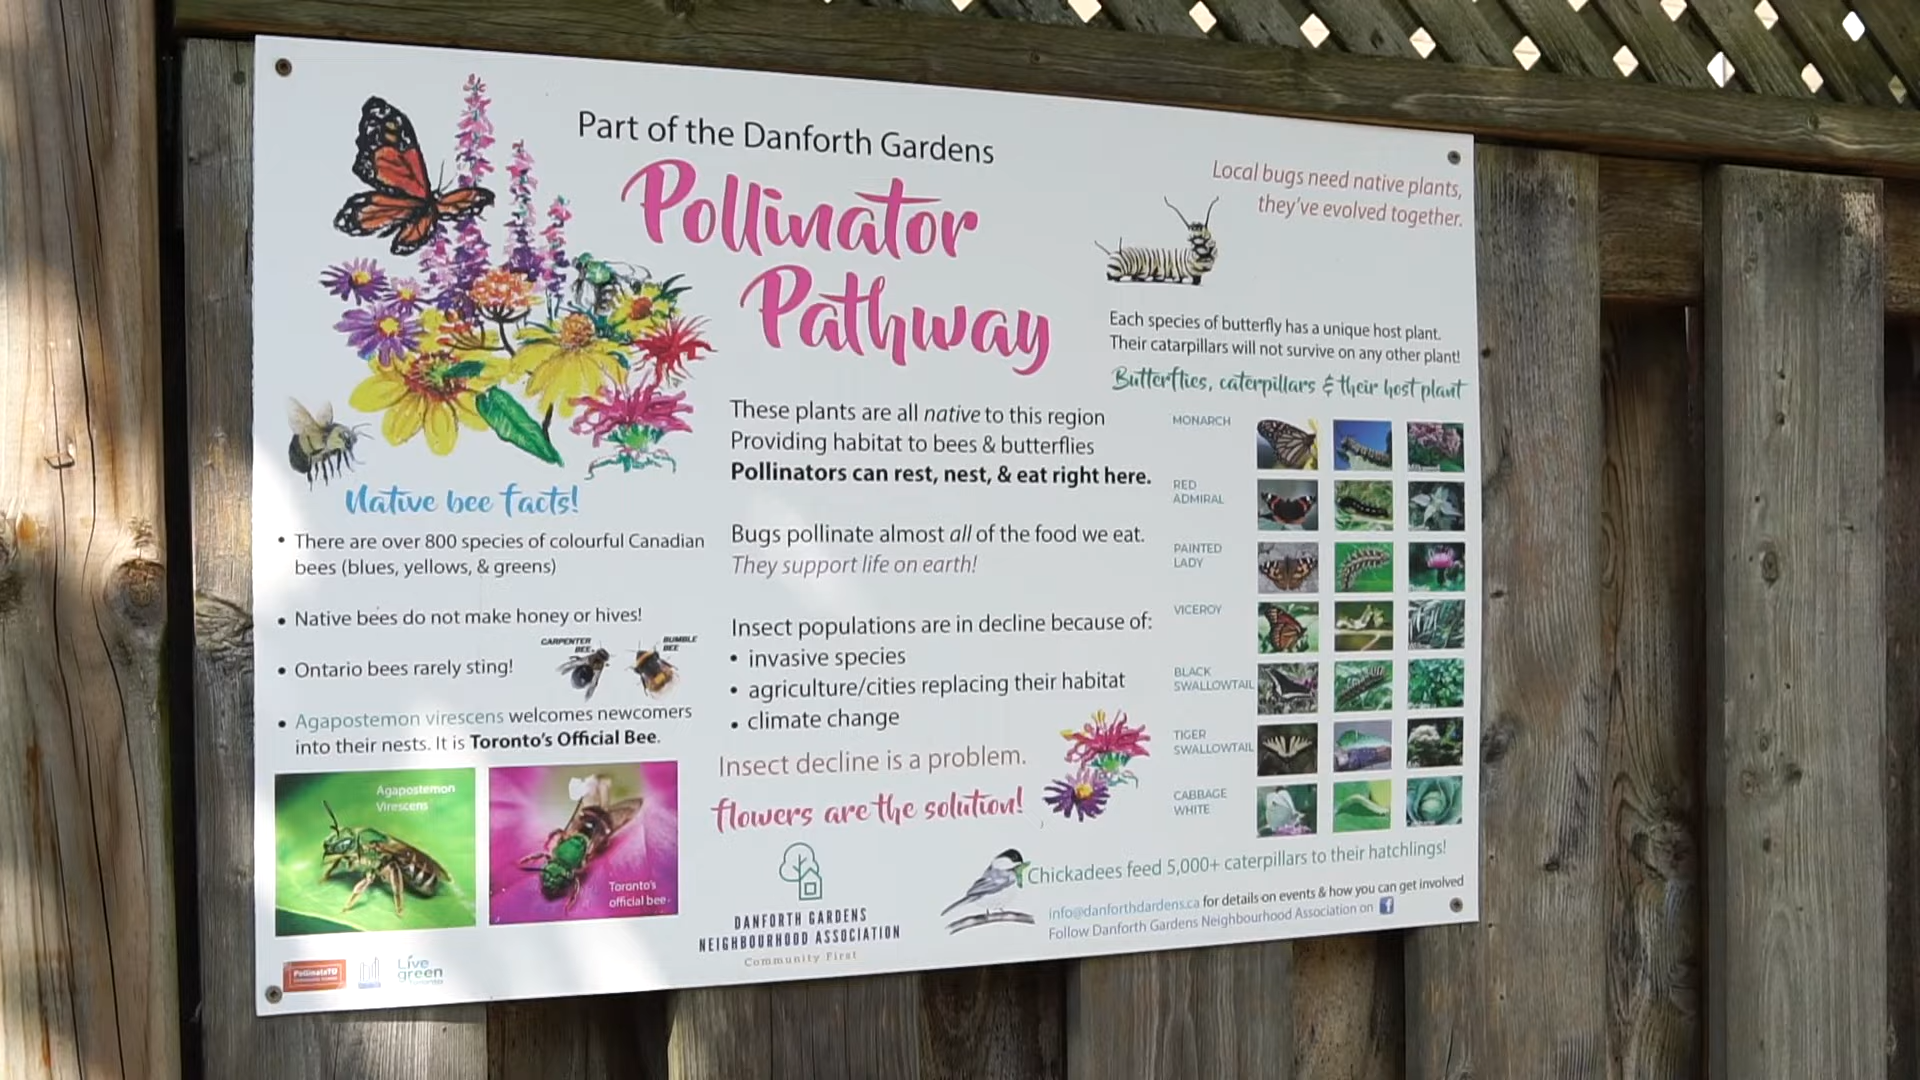 Part of the Danforth Gardens
Pollinator
Pathway
Local bugs need native plants,
they've evolved together.
Each species of butterfly has a unique host plant.
Their catarpillars will not survive on any other plant!
Butterflies, caterpillars & their host plant
MONARCH
RED
ADMIRAL
PAINTED
LADY
VICEROY
BLACK
SWALLOWTAIL
TIGER
SWALLOWTAIL
CABBAGE
WHITE
These plants are all native to this region
Providing habitat to bees & butterflies
Pollinators can rest, nest, & eat right here.
Bugs pollinate almost all of the food we eat.
They support life on earth!
Insect populations are in decline because of:
• invasive species
• agriculture/cities replacing their habitat
• climate change
Insect decline is a problem.
flowers are the solution!
Native bee facts!
• There are over 800 species of colourful Canadian
bees (blues, yellows, & greens)
• Native bees do not make honey or hives!
CARPENTER
BEE
BUMBLE
BEE
• Ontario bees rarely sting!
• Agapostemon virescens welcomes newcomers
into their nests. It is Toronto's Official Bee.
Agapostemon
Virescens
Toronto's
official bee
DANFORTH GARDENS
NEIGHBOURHOOD ASSOCIATION
Community First
Chickadees feed 5,000+ caterpillars to their hatchlings!
info@danforthdardens.ca for details on events & how you can get involved
Follow Danforth Gardens Neighbourhood Association on f
PollinateTO
Live
green
Toronto